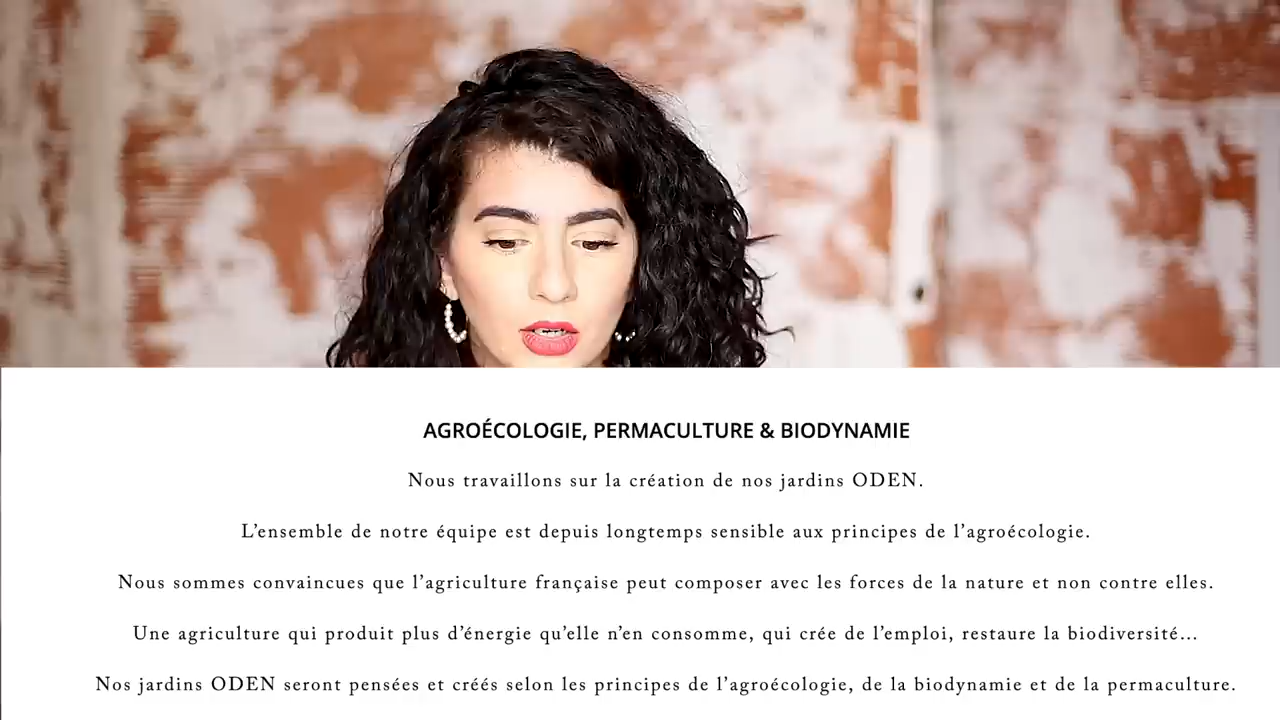 AGROÉCOLOGIE, PERMACULTURE & BIODYNAMIE
Nous travaillons sur la création de nos jardins ODEN.
L’ensemble de notre équipe est depuis longtemps sensible aux principes de l’agroécologie.
Nous sommes convaincues que l’agriculture française peut composer avec les forces de la nature et non contre elles.
Une agriculture qui produit plus d’énergie qu’elle n’en consomme, qui crée de l’emploi, restaure la biodiversité...
Nos jardins ODEN seront pensées et créés selon les principes de l’agroécologie, de la biodynamie et de la permaculture.